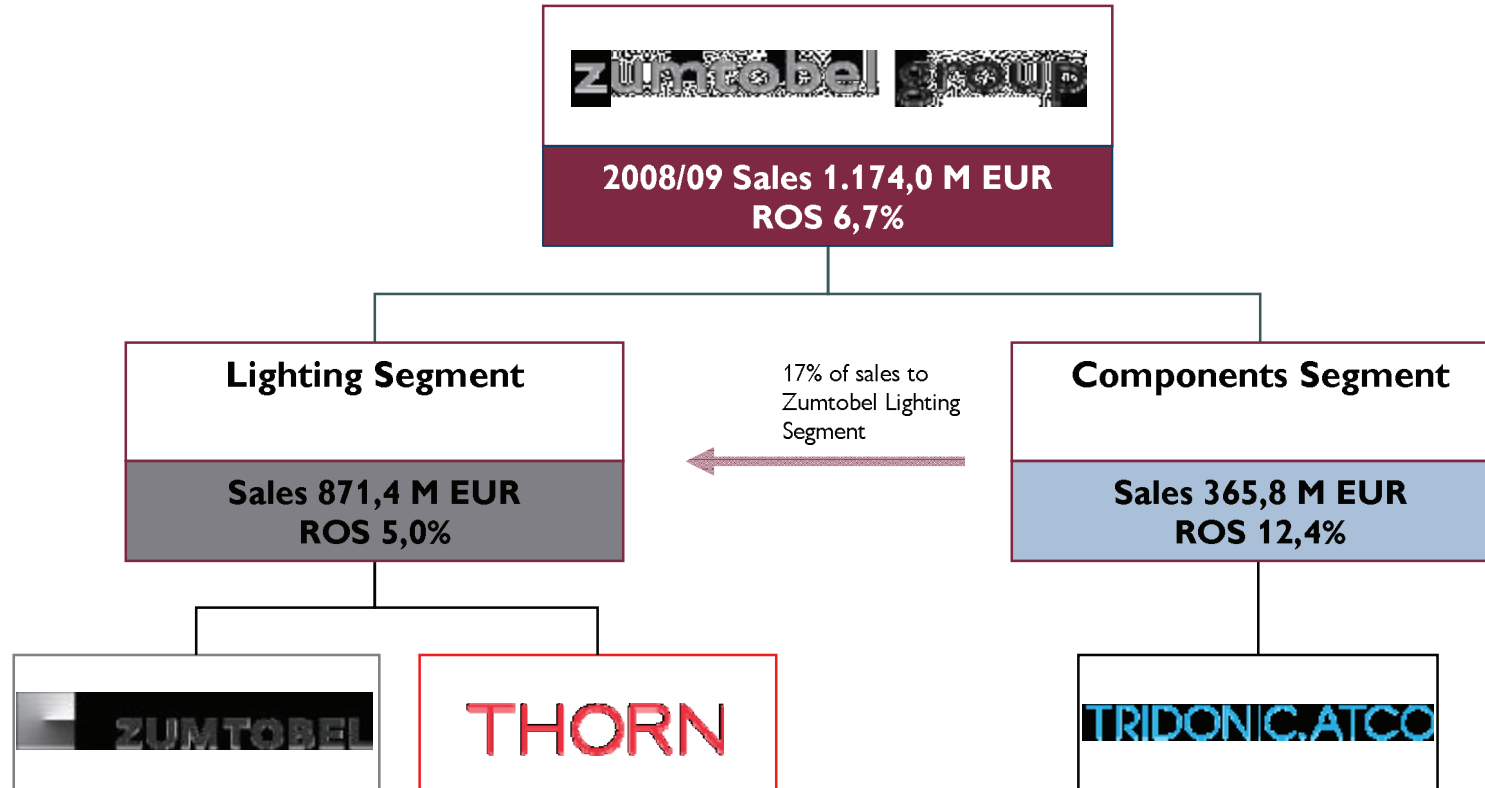 zumtobel group
2008/09 Sales 1.174,0 M EUR
ROS 6,7%
Lighting Segment
17% of sales to
Zumtobel Lighting
Segment
Components Segment
Sales 871,4 M EUR
ROS 5,0%
Sales 365,8 M EUR
ROS 12,4%
ZUMTOBEL
THORN
TRIDONIC.ATCO